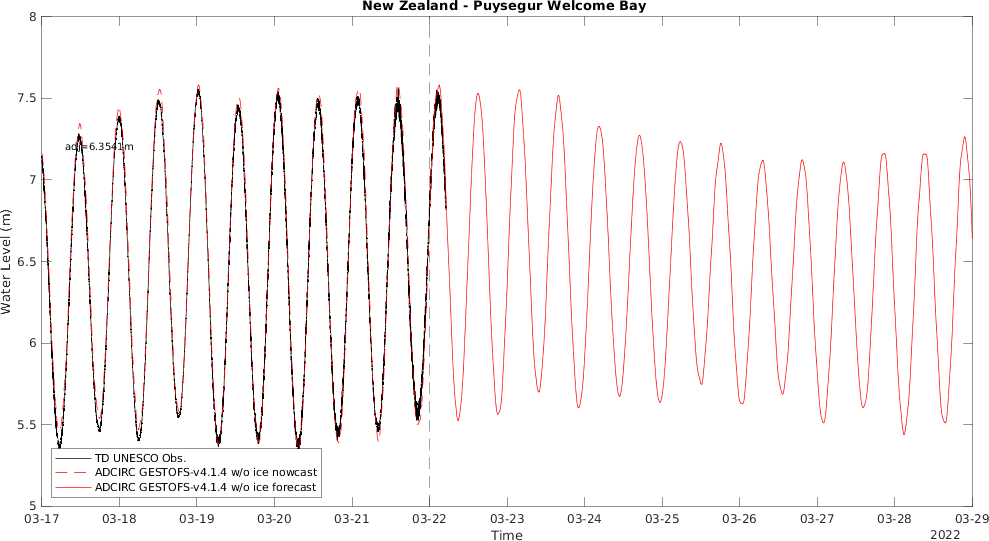 New Zealand - Puysegur Welcome Bay
Water Level (m)
8
7.5
7
6.5
6
5.5
5
adj=6.3541m
TD UNESCO Obs.
ADCIRC GESTOFS-v4.1.4 w/o ice nowcast
ADCIRC GESTOFS-v4.1.4 w/o ice forecast
03-17 03-18 03-19 03-20 03-21 03-22 03-23 03-24 03-25 03-26 03-27 03-28 03-29
Time
2022